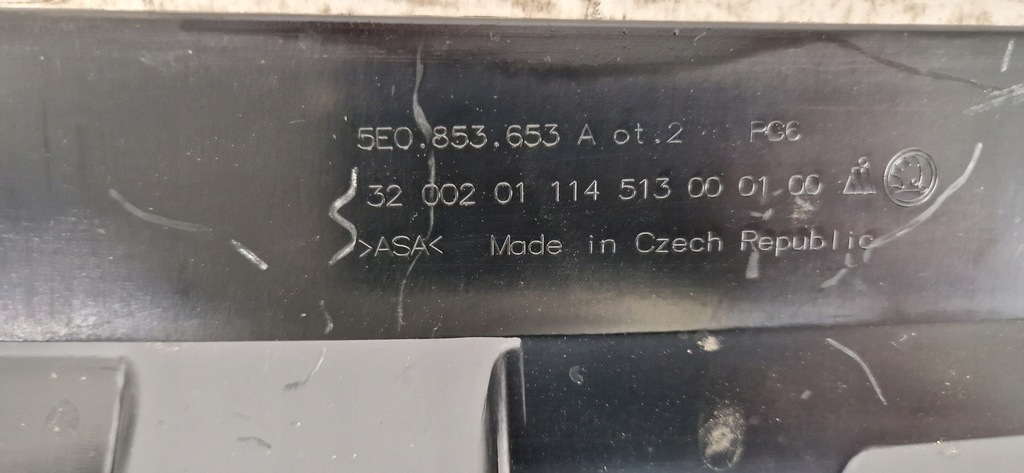 5E0.853.653 A ot.2 PG6
32 002 01 114 513 00 01 00
>ASA< Made in Czech Republic